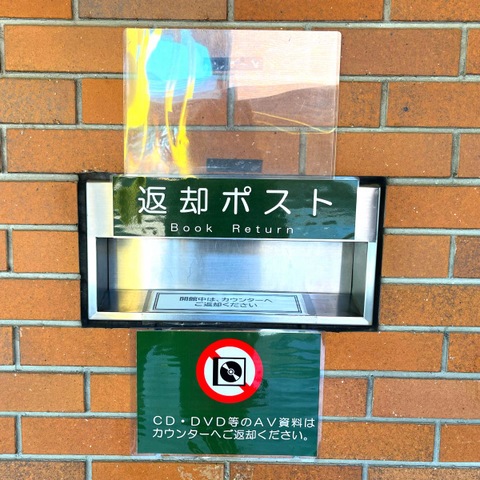 返却ポスト
Book Return
開館中は、カウンターへ
ご返却ください
CD・DVD等のAV資料は
カウンターへご返却ください。